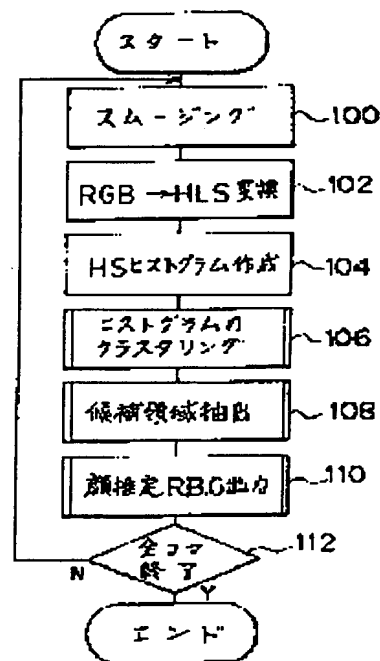 スタート
スムージング
100
RGB→HLS変換
102
HSヒストグラム作成
104
ヒストグラムの
クラスタリング
106
候補領域抽出
108
顔推定R.B.G出力
110
全コマ
終了
112
N
Y
エンド